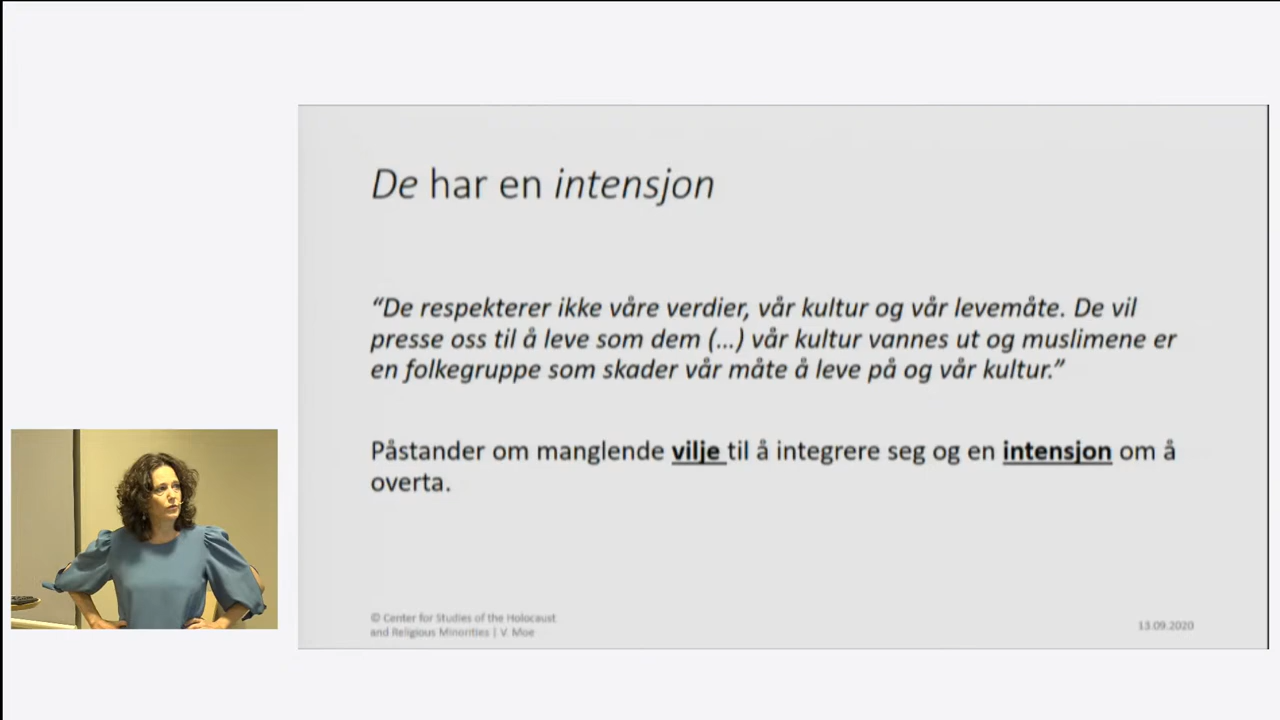 De har en intensjon
“De respekterer ikke våre verdier, vår kultur og vår levemåte. De vil
presse oss til å leve som dem (...) vår kultur vannes ut og muslimene er
en folkegruppe som skader vår måte å leve på og vår kultur.”
Påstander om manglende vilje til å integrere seg og en intensjon om å
overta.
© Center for Studies of the Holocaust
and Religious Minorities | V. Moe
13.09.2020